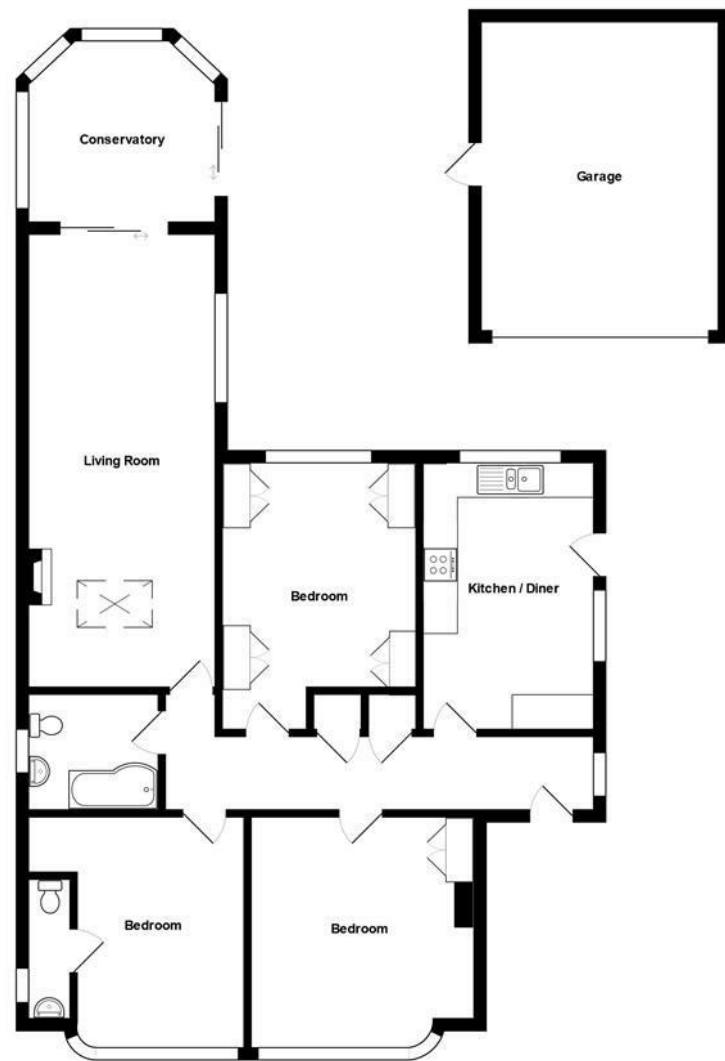 Conservatory
Garage
Living Room
Bedroom
Kitchen / Diner
Bedroom
Bedroom